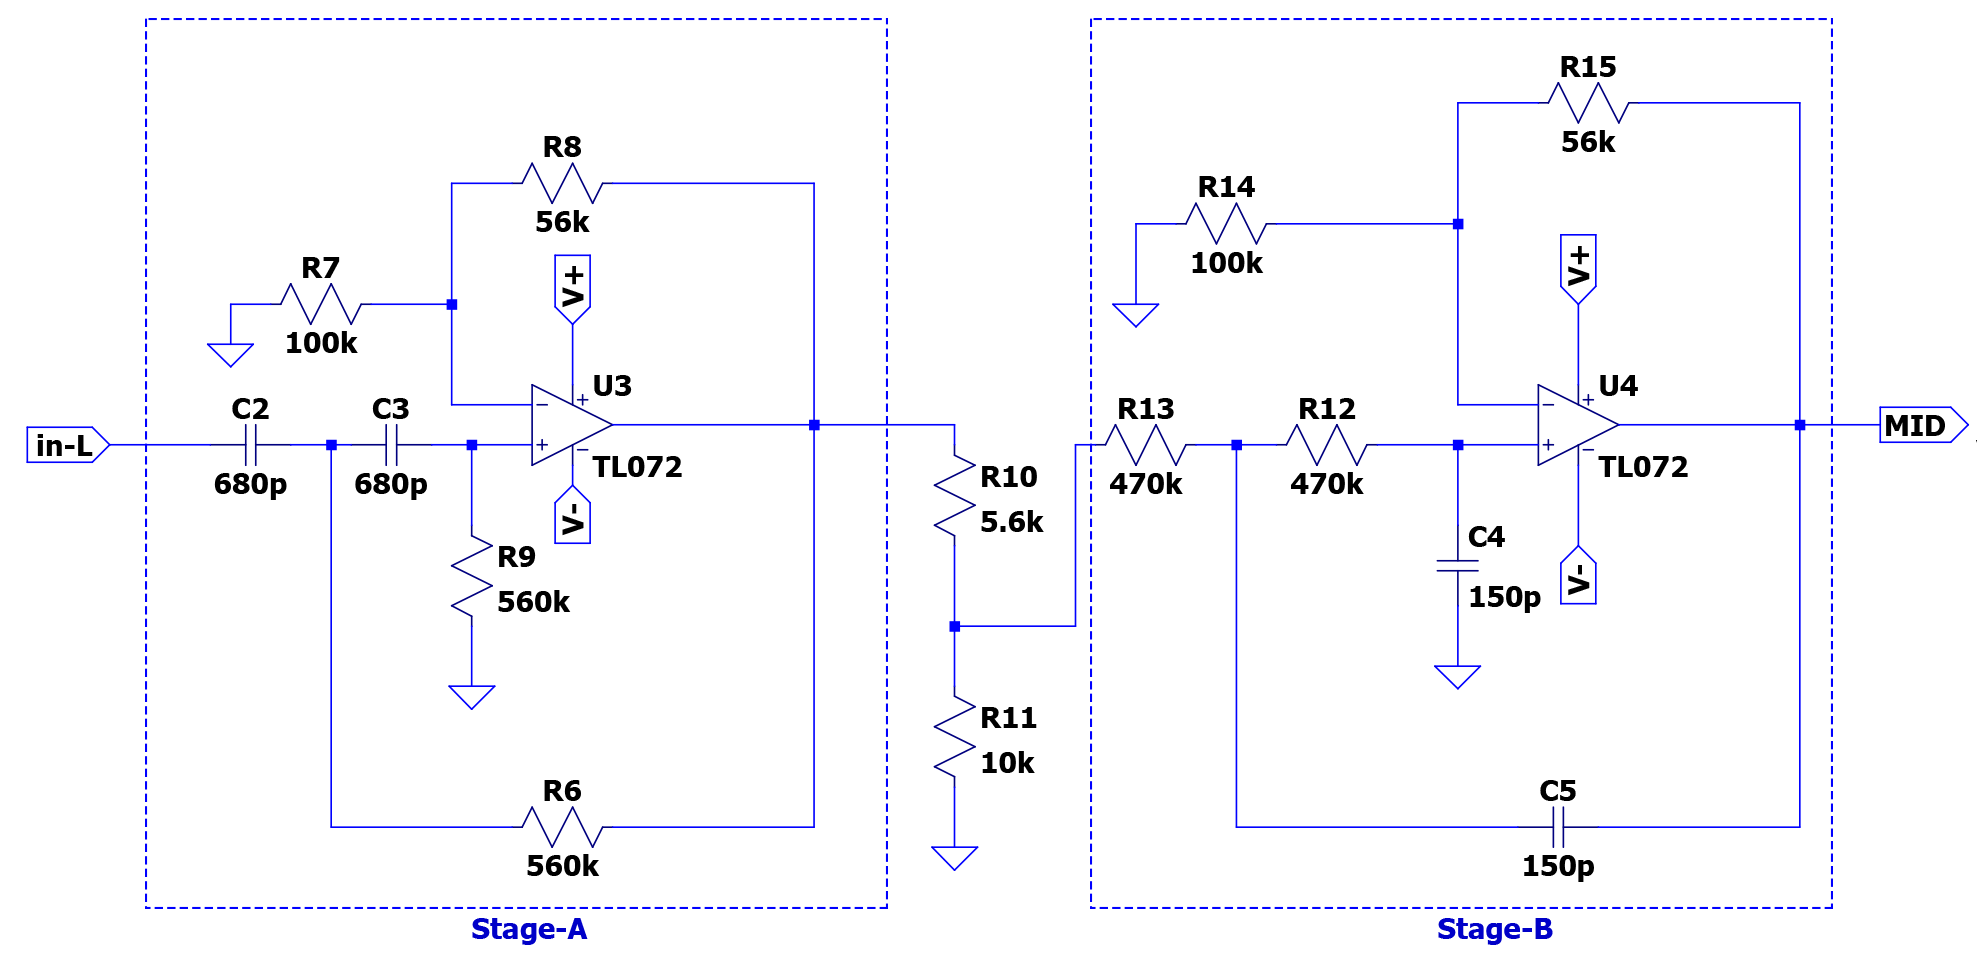 R15
56k
R8
56k
R14
100k
V+
V+
R7
100k
U3
U4
in-L
C2
680p
C3
680p
TL072
V-
R13
470k
R12
470k
TL072
V-
MID
R10
5.6k
R9
560k
C4
150p
R11
10k
R6
560k
C5
150p
Stage-A
Stage-B